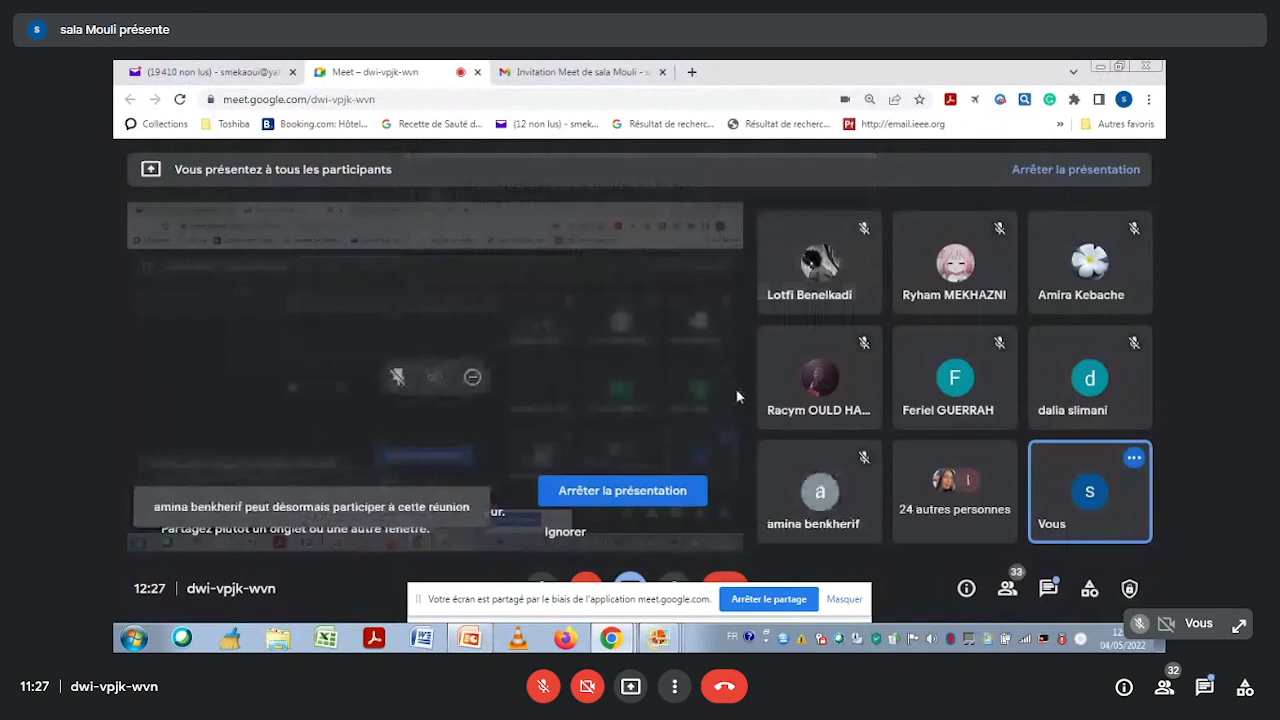 sala Mouli présente
(19 410 non lus) - smekaoui@ya
Meet – dwi-vpjk-wvn
Invitation Meet de sala Mouli - s
meet.google.com/dwi-vpjk-wvn
Collections
Toshiba
Booking.com: Hôtel...
Recette de Sauté d...
(12 non lus) - smek...
Résultat de recherc...
Résultat de recherc...
http://email.ieee.org
»
Autres favoris
Vous présentez à tous les participants
Arrêter la présentation
Lotfi Benelkadi
Ryham MEKHAZNI
Amira Kebache
Racym OULD HA...
F
Feriel GUERRAH
d
dalia slimani
a
amina benkherif
24 autres personnes
s
Vous
Arrêter la présentation
amina benkherif peut désormais participer à cette réunion
ur.
Partagez plutôt un onglet ou une autre fenêtre.
Ignorer
12:27
dwi-vpjk-wvn
33
Votre écran est partagé par le biais de l'application meet.google.com.
Arrêter le partage
Masquer
FR
12
04/05/2022
Vous
11:27
dwi-vpjk-wvn
32